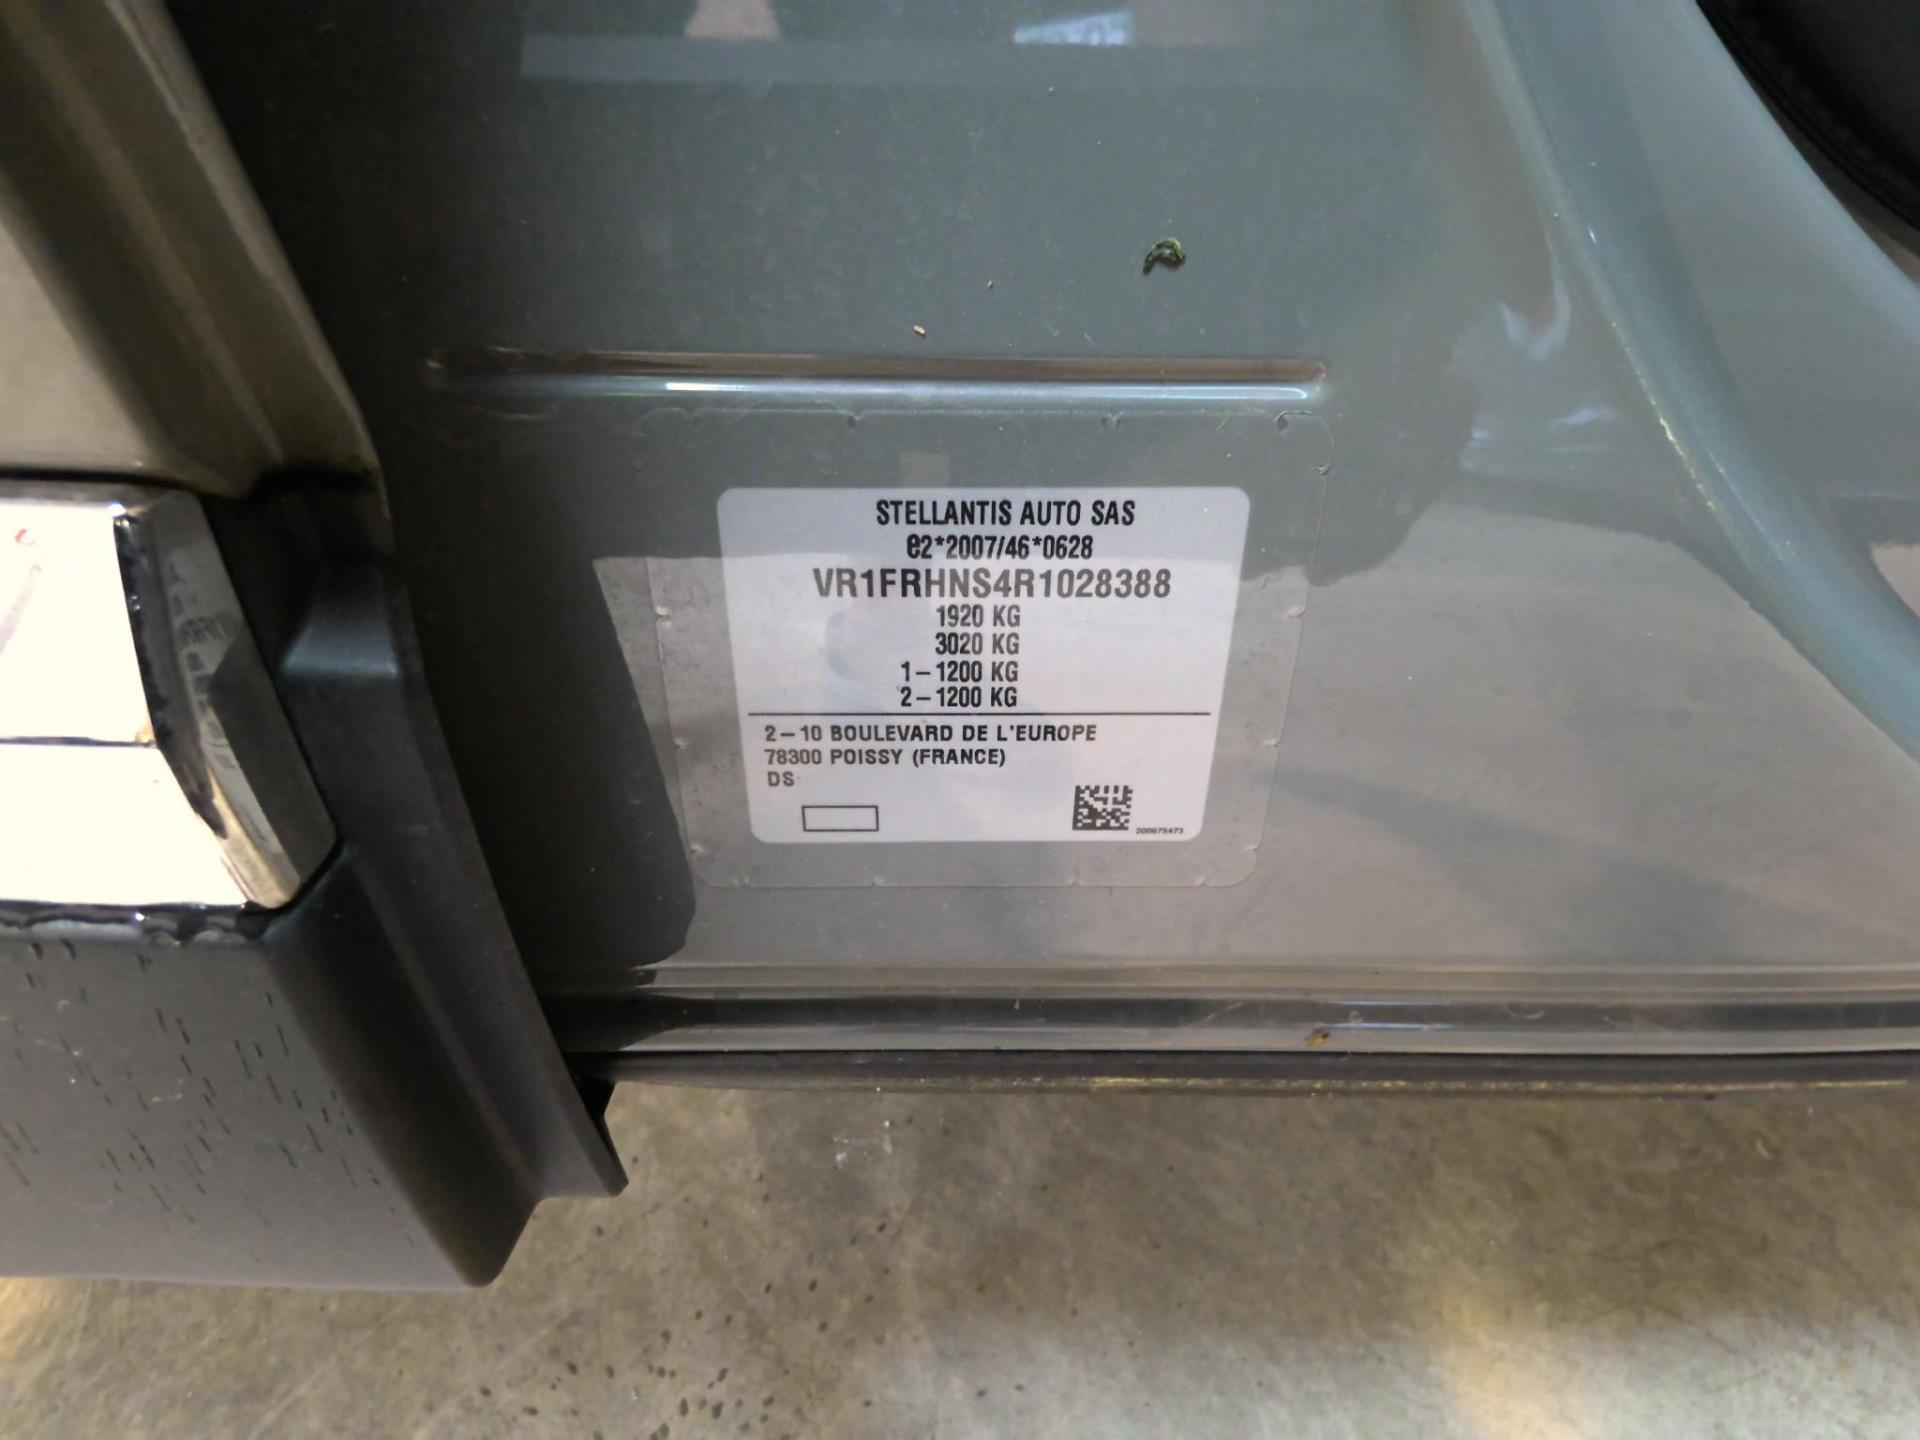 STELLANTIS AUTO SAS
e2*2007/46*0628
VR1FRHNS4R1028388
1920 KG
3020 KG
1-1200 KG
2-1200 KG
2-10 BOULEVARD DE L'EUROPE
78300 POISSY (FRANCE)
DS
200675473